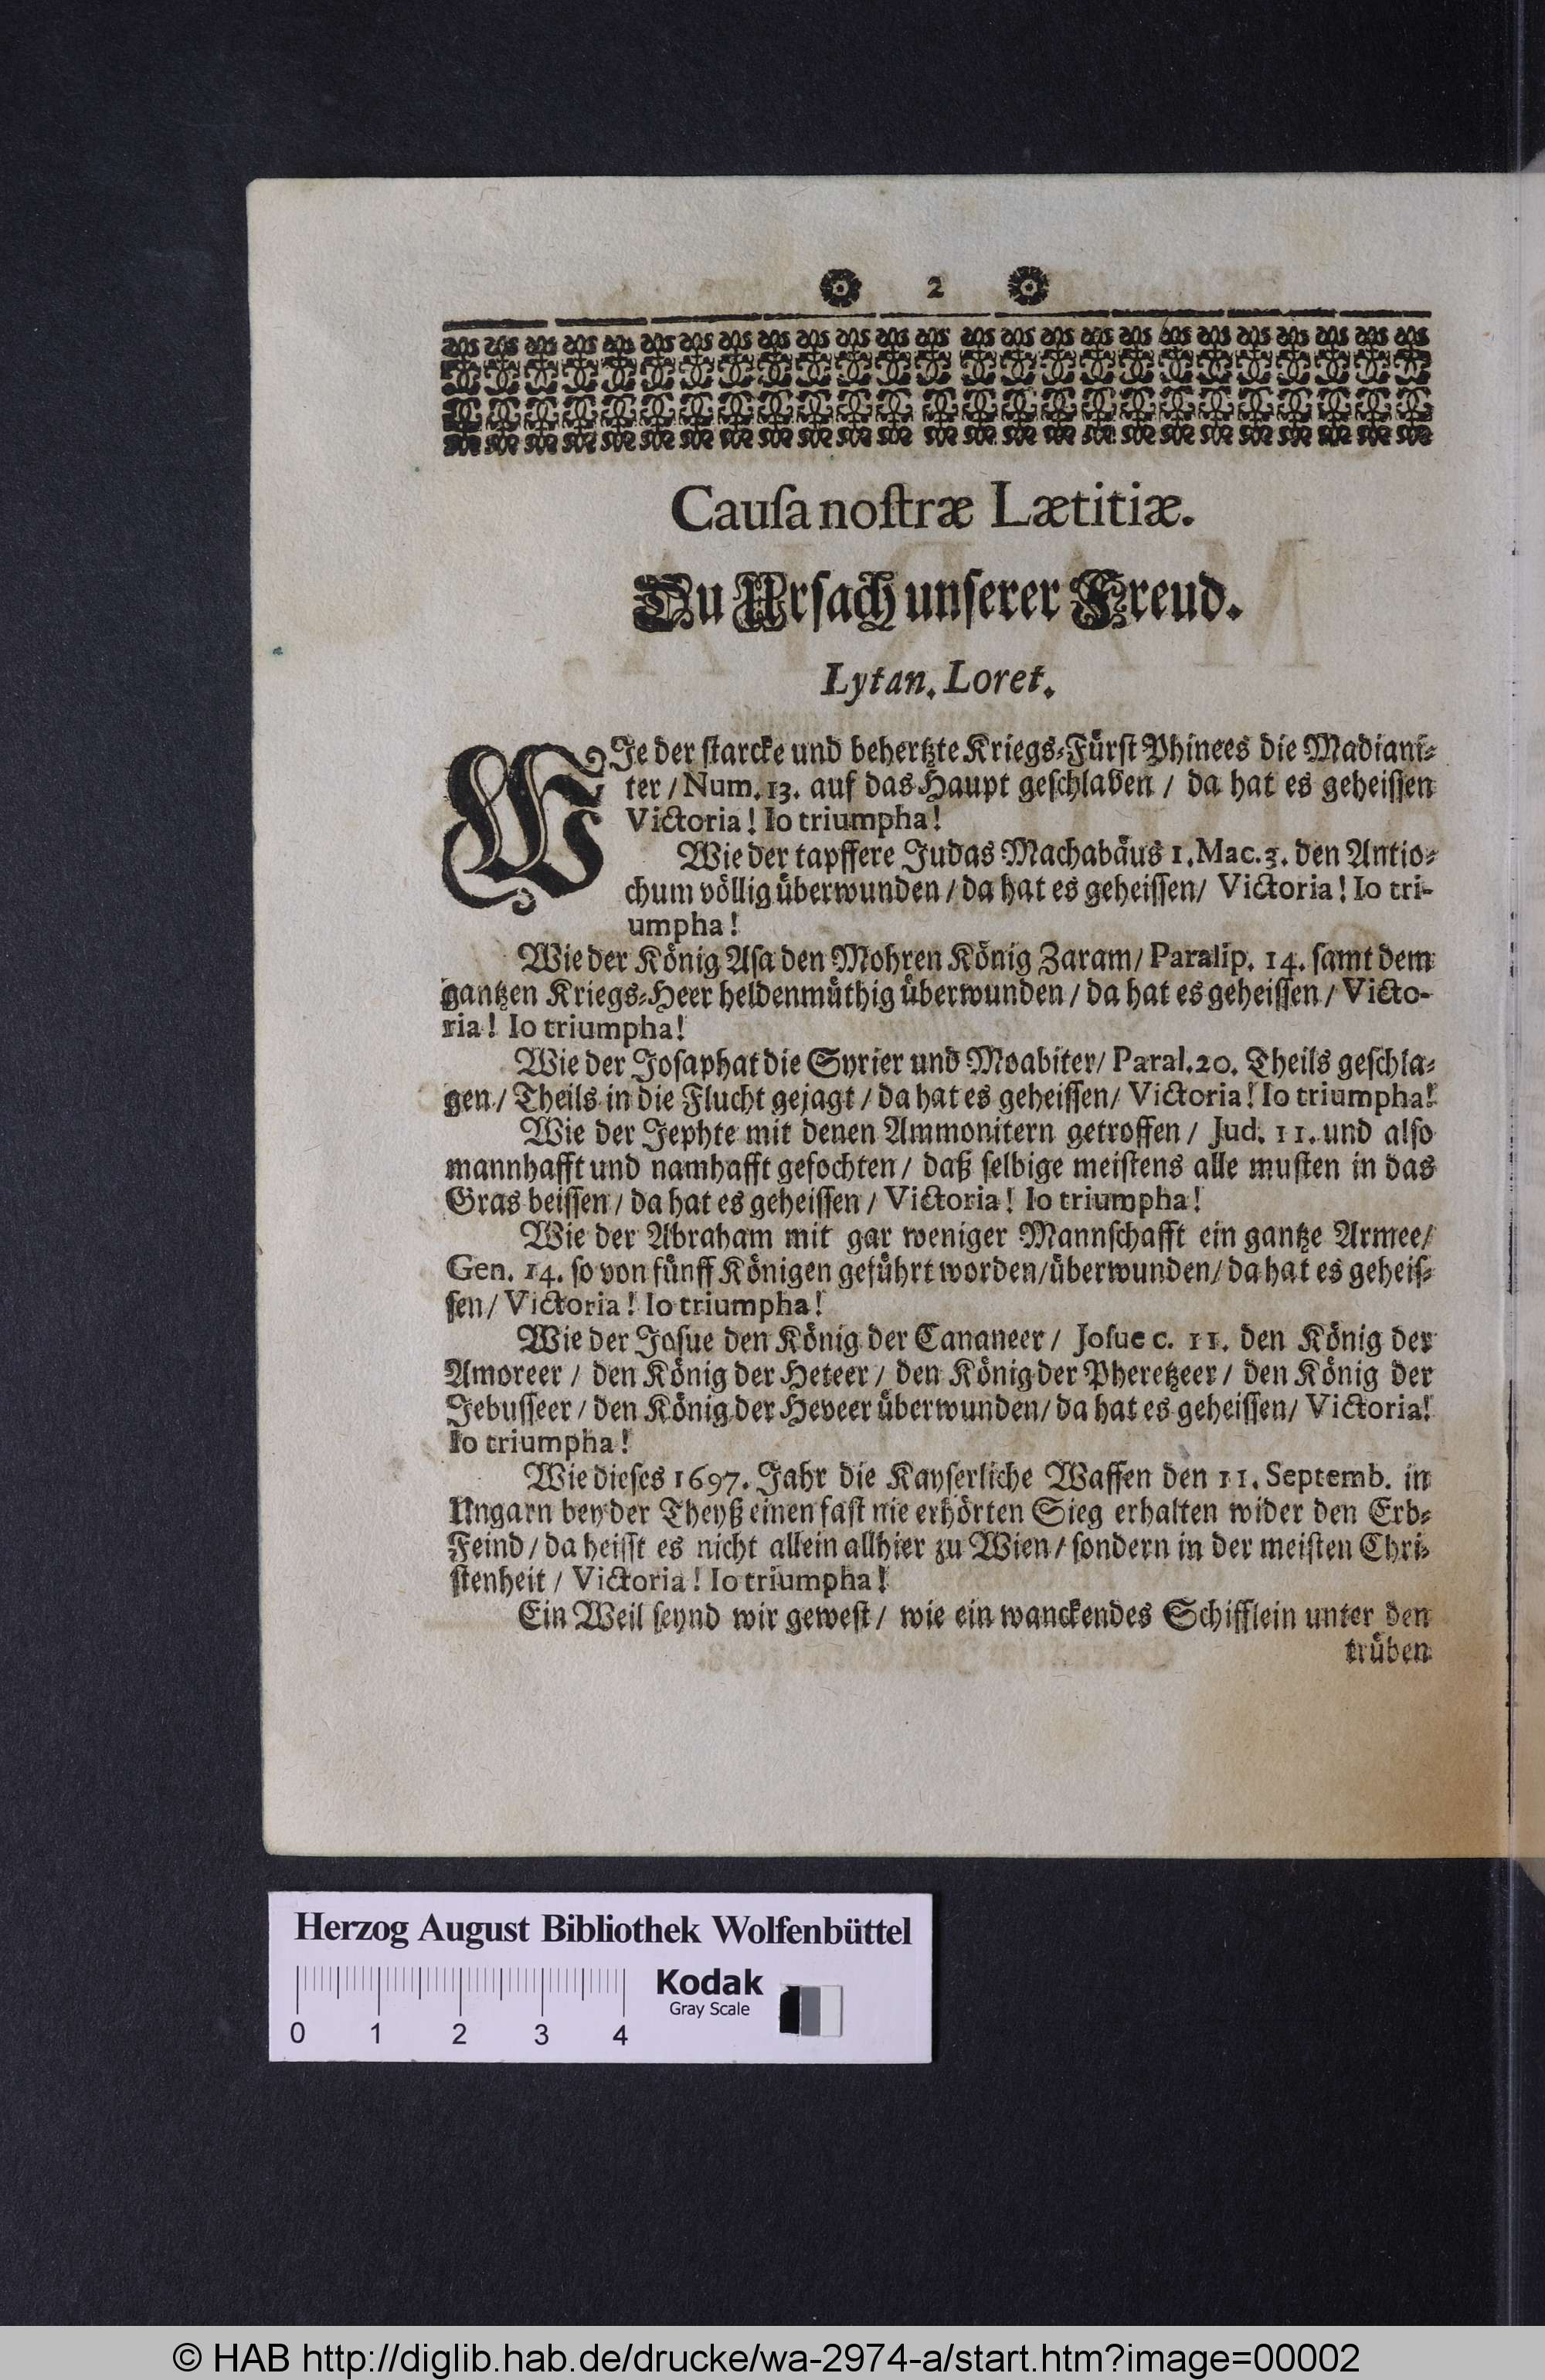 2
Cauſa noſtræ Lætitiæ.
Du Urſach unſerer Freud.
Lytan. Loret.
WIe der ſtarcke und behertzte Kriegs-Fürſt Phinees die Madiani-
ter / Num. 13. auf das Haupt geſchlaben / da hat es geheiſſen
Victoria! Io triumpha!
Wie der tapffere Judas Machabäus 1. Mac. 3. den Antio-
chum völlig überwunden / da hat es geheiſſen / Victoria! Io tri-
umpha!
Wie der König Aſa den Mohren König Zaram / Paralip. 14. ſamt dem
gantzen Kriegs-Heer heldenmüthig überwunden / da hat es geheiſſen / Victo-
ria! Io triumpha!
Wie der Joſaphat die Syrier und Moabiter / Paral. 20. Theils geſchla-
gen / Theils in die Flucht gejagt / da hat es geheiſſen / Victoria! Io triumpha!
Wie der Jephte mit denen Ammonitern getroffen / Jud. 11. und alſo
mannhafft und namhafft gefochten / daß ſelbige meiſtens alle muſten in das
Gras beiſſen / da hat es geheiſſen / Victoria! Io triumpha!
Wie der Abraham mit gar weniger Mannſchafft ein gantze Armee /
Gen. 14. ſo von fünff Königen geführt worden / überwunden / da hat es geheiſ-
ſen / Victoria! Io triumpha!
Wie der Joſue den König der Cananeer / Joſue c. 11. den König der
Amoreer / den König der Heteer / den König der Pheretzeer / den König der
Jebuſſeer / den König der Heveer überwunden / da hat es geheiſſen / Victoria!
Io triumpha!
Wie dieſes 1697. Jahr die Kayſerliche Waffen den 11. Septemb. in
Ungarn bey der Theyß einen faſt nie erhörten Sieg erhalten wider den Erb-
Feind / da heiſſt es nicht allein allhier zu Wien / ſondern in der meiſten Chri-
ſtenheit / Victoria! Io triumpha!
Ein Weil ſeynd wir geweſt / wie ein wanckendes Schifflein unter den
trüben
Herzog August Bibliothek Wolfenbüttel
Kodak
Gray Scale
0 1 2 3 4
© HAB http://diglib.hab.de/drucke/wa-2974-a/start.htm?image=00002